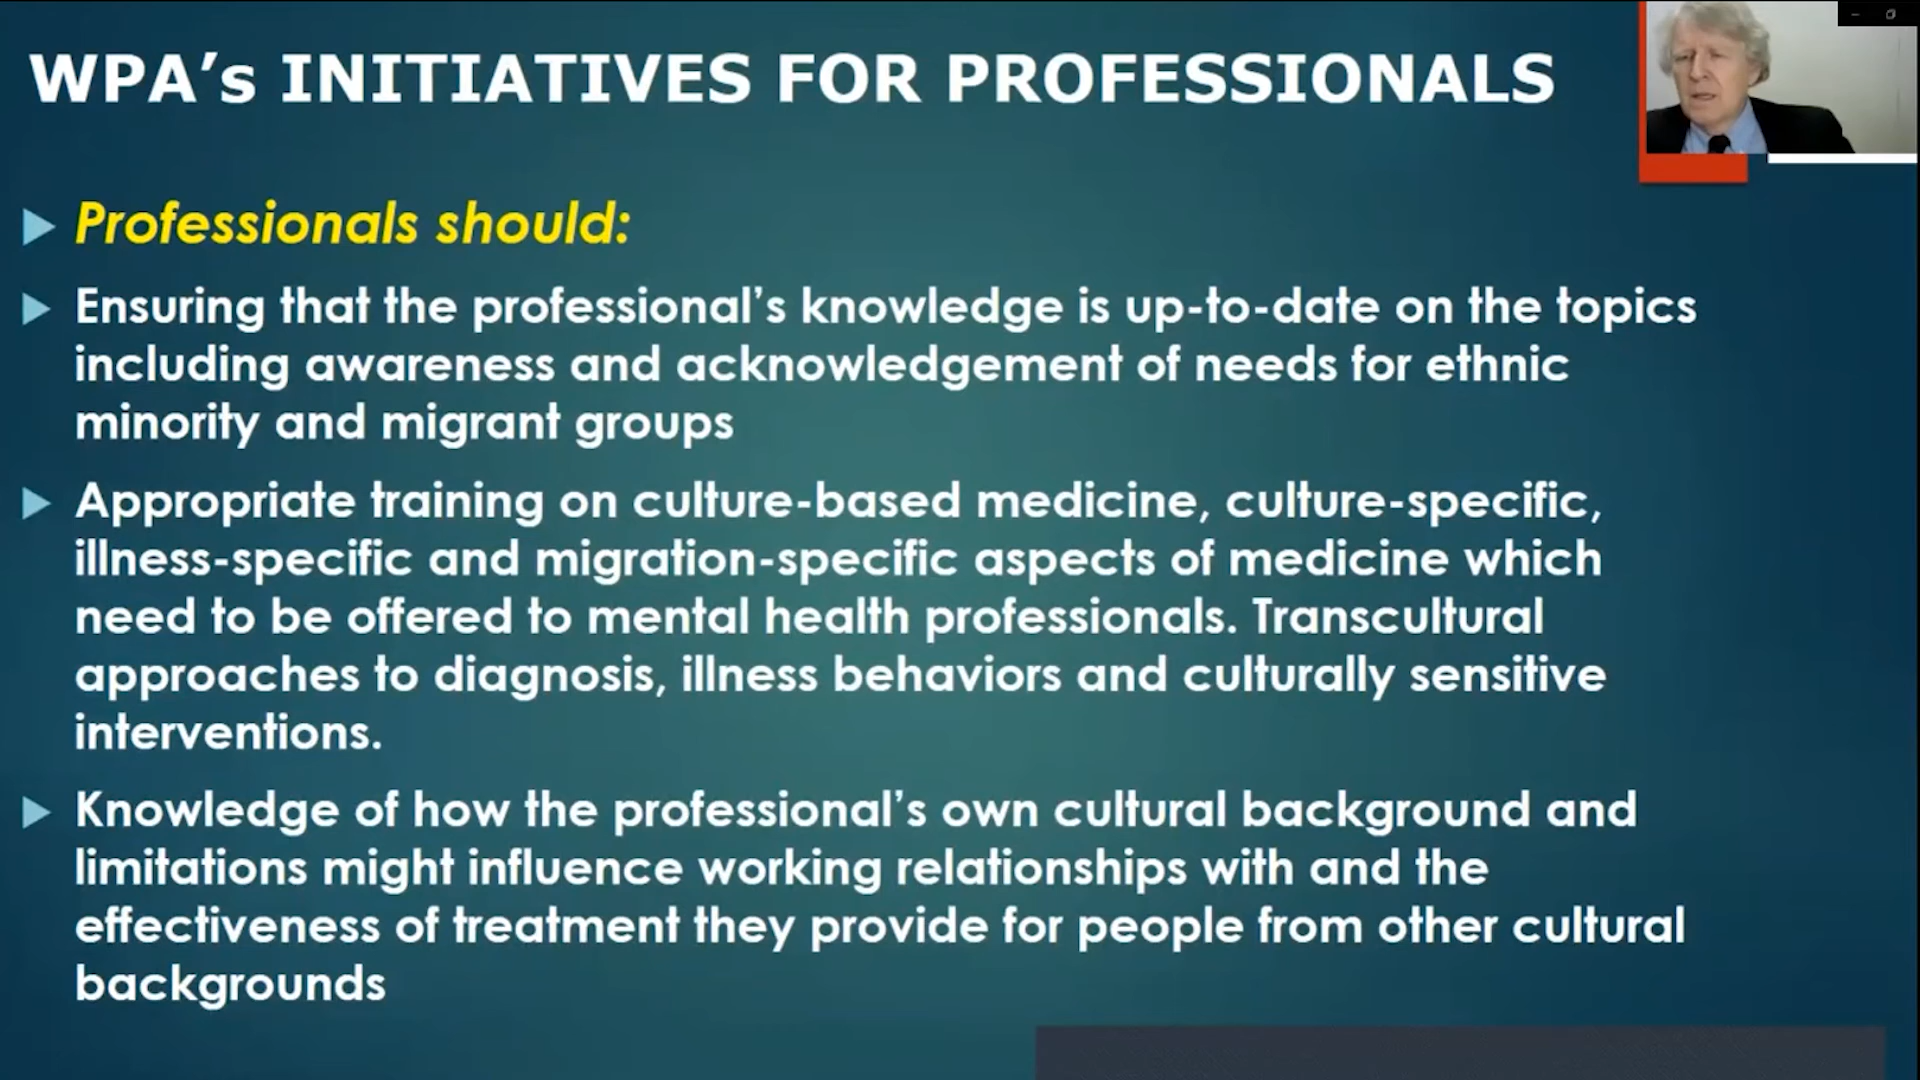 WPA’s INITIATIVES FOR PROFESSIONALS
Professionals should:
Ensuring that the professional’s knowledge is up-to-date on the topics
including awareness and acknowledgement of needs for ethnic
minority and migrant groups
Appropriate training on culture-based medicine, culture-specific,
illness-specific and migration-specific aspects of medicine which
need to be offered to mental health professionals. Transcultural
approaches to diagnosis, illness behaviors and culturally sensitive
interventions.
Knowledge of how the professional’s own cultural background and
limitations might influence working relationships with and the
effectiveness of treatment they provide for people from other cultural
backgrounds